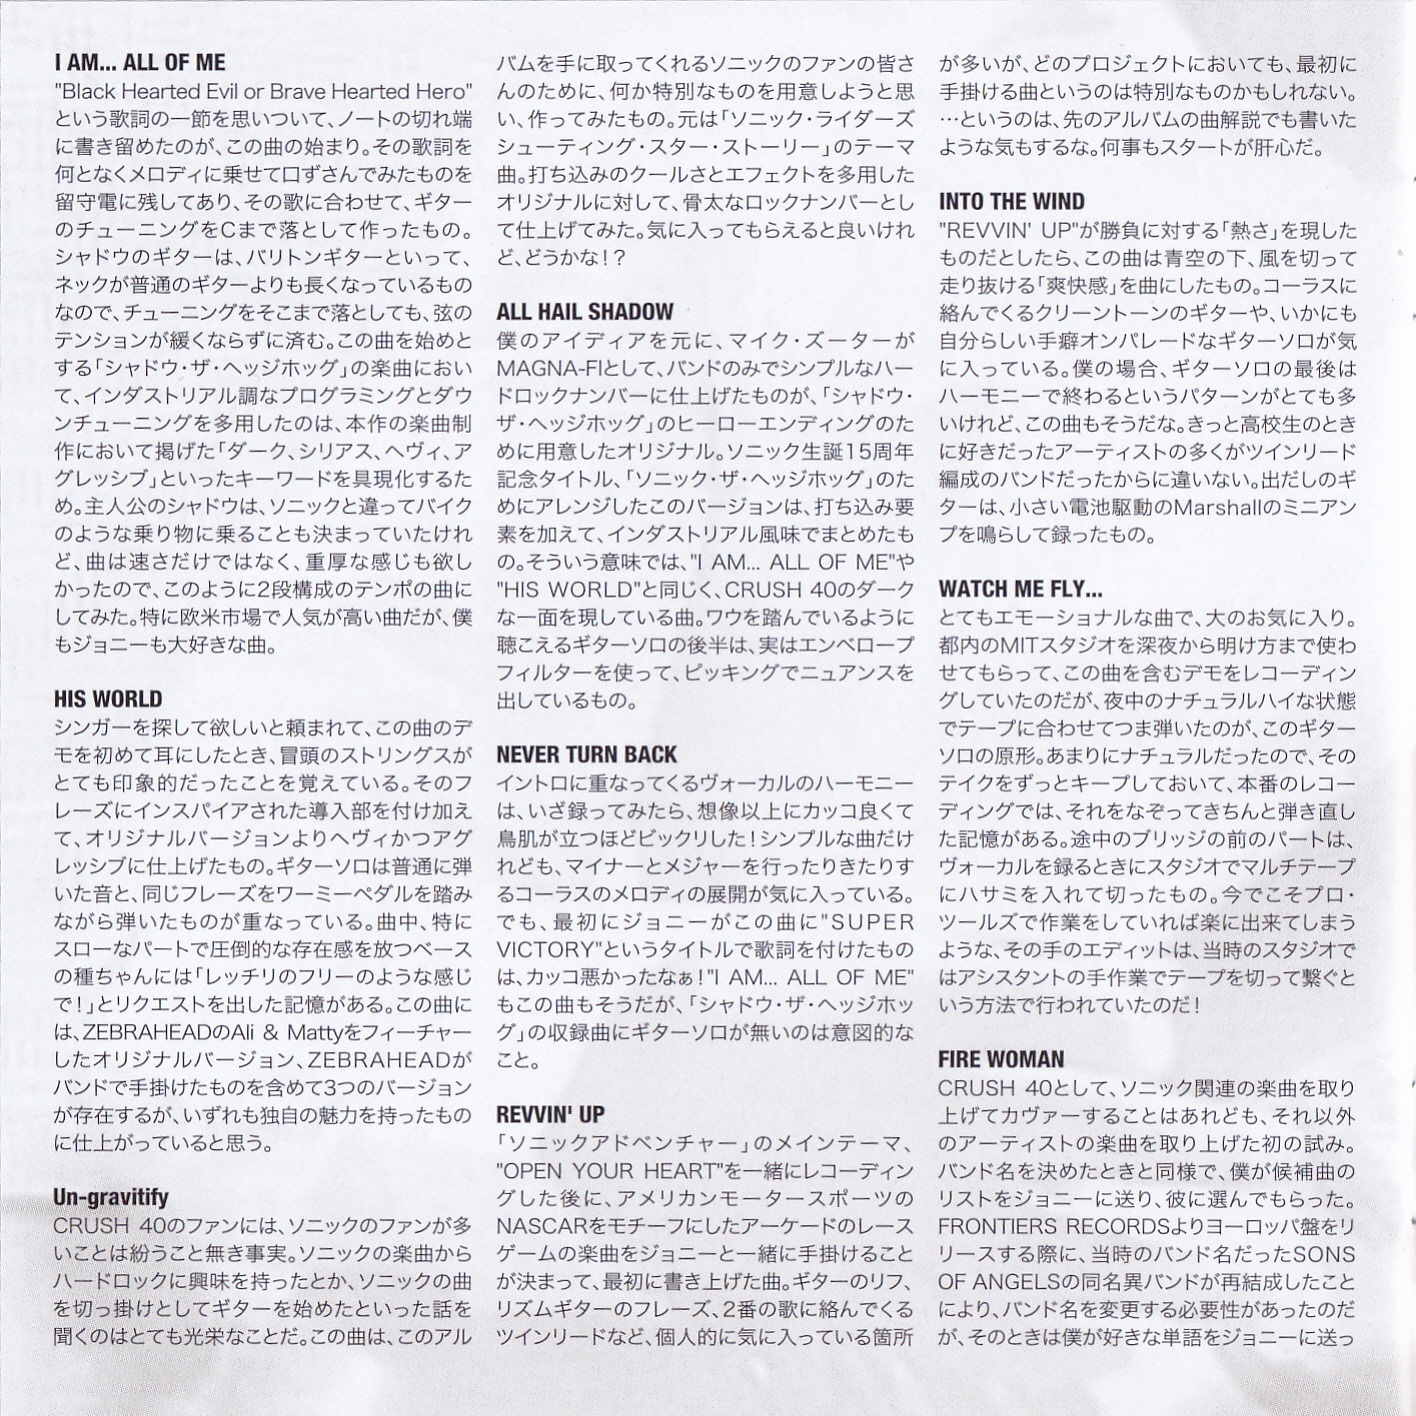 I AM... ALL OF ME
"Black Hearted Evil or Brave Hearted Hero"
という歌詞の一節を思いついて、ノートの切れ端
に書き留めたのが、この曲の始まり。その歌詞を
何となくメロディに乗せて口ずさんでみたものを
留守電に残してあり、その歌に合わせて、ギター
のチューニングをCまで落として作ったもの。
シャドウのギターは、バリトンギターといって、
ネックが普通のギターよりも長くなっているもの
なので、チューニングをそこまで落としても、弦の
テンションが緩くならずに済む。この曲を始めと
する「シャドウ・ザ・ヘッジホッグ」の楽曲におい
て、インダストリアル調なプログラミングとダウ
ンチューニングを多用したのは、本作の楽曲制
作において掲げた「ダーク、シリアス、ヘヴィ、ア
グレッシブ」といったキーワードを具現化するた
め。主人公のシャドウは、ソニックと違ってバイク
のような乗り物に乗ることも決まっていたけれ
ど、曲は速さだけではなく、重厚な感じも欲し
かったので、このように2段構成のテンポの曲に
してみた。特に欧米市場で人気が高い曲だが、僕
もジョニーも大好きな曲。
HIS WORLD
シンガーを探して欲しいと頼まれて、この曲のデ
モを初めて耳にしたとき、冒頭のストリングスが
とても印象的だったことを覚えている。そのフ
レーズにインスパイアされた導入部を付け加え
て、オリジナルバージョンよりヘヴィかつアグ
レッシブに仕上げたもの。ギターソロは普通に弾
いた音と、同じフレーズをワーミーペダルを踏み
ながら弾いたものが重なっている。曲中、特に
スローなパートで圧倒的な存在感を放つベース
の種ちゃんには「レッチリのフリーのような感じ
で!」とリクエストを出した記憶がある。この曲に
は、ZEBRAHEADのAli & Mattyをフィーチャー
したオリジナルバージョン、ZEBRAHEADが
バンドで手掛けたものを含めて3つのバージョン
が存在するが、いずれも独自の魅力を持ったもの
に仕上がっていると思う。
Un-gravitify
CRUSH 40のファンには、ソニックのファンが多
いことは紛うこと無き事実。ソニックの楽曲から
ハードロックに興味を持ったとか、ソニックの曲
を切っ掛けとしてギターを始めたといった話を
聞くのはとても光栄なことだ。この曲は、このアル
バムを手に取ってくれるソニックのファンの皆さ
んのために、何か特別なものを用意しようと思
い、作ってみたもの。元は「ソニック・ライダーズ
シューティング・スター・ストーリー」のテーマ
曲。打ち込みのクールさとエフェクトを多用した
オリジナルに対して、骨太なロックナンバーとし
て仕上げてみた。気に入ってもらえると良いけれ
ど、どうかな!?
ALL HAIL SHADOW
僕のアイディアを元に、マイク・ズーターが
MAGNA-FIとして、バンドのみでシンプルなハー
ドロックナンバーに仕上げたものが、「シャドウ・
ザ・ヘッジホッグ」のヒーローエンディングのた
めに用意したオリジナル。ソニック生誕15周年
記念タイトル、「ソニック・ザ・ヘッジホッグ」のた
めにアレンジしたこのバージョンは、打ち込み要
素を加えて、インダストリアル風味でまとめたも
の。そういう意味では、"I AM... ALL OF ME"や
"HIS WORLD"と同じく、CRUSH 40のダーク
な一面を現している曲。ワウを踏んでいるように
聴こえるギターソロの後半は、実はエンベロープ
フィルターを使って、ピッキングでニュアンスを
出しているもの。
NEVER TURN BACK
イントロに重なってくるヴォーカルのハーモニー
は、いざ録ってみたら、想像以上にカッコ良くて
鳥肌が立つほどビックリした!シンプルな曲だけ
れども、マイナーとメジャーを行ったりきたりす
るコーラスのメロディの展開が気に入っている。
でも、最初にジョニーがこの曲に"SUPER
VICTORY"というタイトルで歌詞を付けたもの
は、カッコ悪かったなぁ!"I AM... ALL OF ME"
もこの曲もそうだが、「シャドウ・ザ・ヘッジホッ
グ」の収録曲にギターソロが無いのは意図的な
こと。
REVVIN' UP
「ソニックアドベンチャー」のメインテーマ、
"OPEN YOUR HEART"を一緒にレコーディン
グした後に、アメリカンモータースポーツの
NASCARをモチーフにしたアーケードのレース
ゲームの楽曲をジョニーと一緒に手掛けること
が決まって、最初に書き上げた曲。ギターのリフ、
リズムギターのフレーズ、2番の歌に絡んでくる
ツインリードなど、個人的に気に入っている箇所
が多いが、どのプロジェクトにおいても、最初に
手掛ける曲というのは特別なものかもしれない。
…というのは、先のアルバムの曲解説でも書いた
ような気もするな。何事もスタートが肝心だ。
INTO THE WIND
"REVVIN' UP"が勝負に対する「熱さ」を現した
ものだとしたら、この曲は青空の下、風を切って
走り抜ける「爽快感」を曲にしたもの。コーラスに
絡んでくるクリーントーンのギターや、いかにも
自分らしい手癖オンパレードなギターソロが気
に入っている。僕の場合、ギターソロの最後は
ハーモニーで終わるというパターンがとても多
いけれど、この曲もそうだな。きっと高校生のとき
に好きだったアーティストの多くがツインリード
編成のバンドだったからに違いない。出だしのギ
ターは、小さい電池駆動のMarshallのミニアン
プを鳴らして録ったもの。
WATCH ME FLY...
とてもエモーショナルな曲で、大のお気に入り。
都内のMITスタジオを深夜から明け方まで使わ
せてもらって、この曲を含むデモをレコーディン
グしていたのだが、夜中のナチュラルハイな状態
でテープに合わせてつま弾いたのが、このギター
ソロの原形。あまりにナチュラルだったので、その
テイクをずっとキープしておいて、本番のレコー
ディングでは、それをなぞってきちんと弾き直し
た記憶がある。途中のブリッジの前のパートは、
ヴォーカルを録るときにスタジオでマルチテープ
にハサミを入れて切ったもの。今でこそプロ・
ツールズで作業をしていれば楽に出来てしまう
ような、その手のエディットは、当時のスタジオで
はアシスタントの手作業でテープを切って繋ぐと
いう方法で行われていたのだ!
FIRE WOMAN
CRUSH 40として、ソニック関連の楽曲を取り
上げてカヴァーすることはあれども、それ以外
のアーティストの楽曲を取り上げた初の試み。
バンド名を決めたときと同様で、僕が候補曲の
リストをジョニーに送り、彼に選んでもらった。
FRONTIERS RECORDSよりヨーロッパ盤をリ
リースする際に、当時のバンド名だったSONS
OF ANGELSの同名異バンドが再結成したこと
により、バンド名を変更する必要性があったのだ
が、そのときは僕が好きな単語をジョニーに送っ